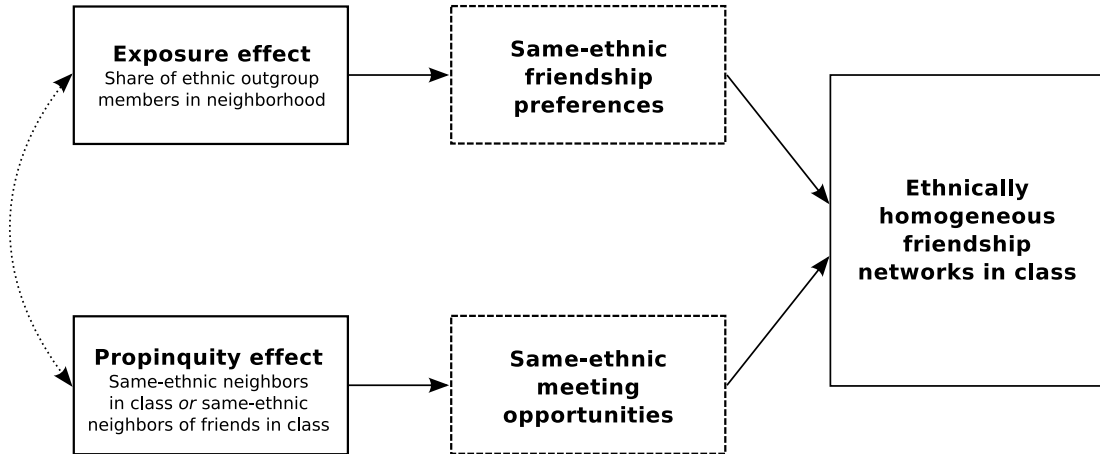 Exposure effect
Share of ethnic outgroup
members in neighborhood
Same-ethnic
friendship
preferences
Ethnically
homogeneous
friendship
networks in class
Propinquity effect
Same-ethnic neighbors
in class or same-ethnic
neighbors of friends in class
Same-ethnic
meeting
opportunities